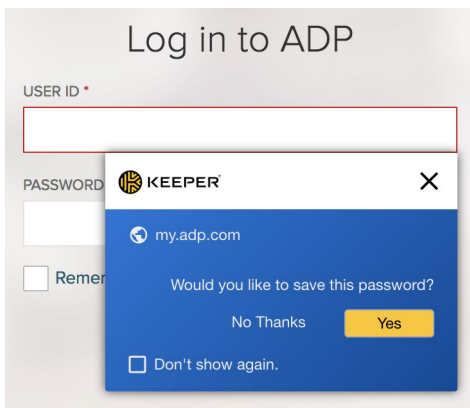 Log in to ADP
USER ID *
PASSWORD
KEEPER
my.adp.com
Would you like to save this password?
No Thanks Yes
Remem
Don't show again.